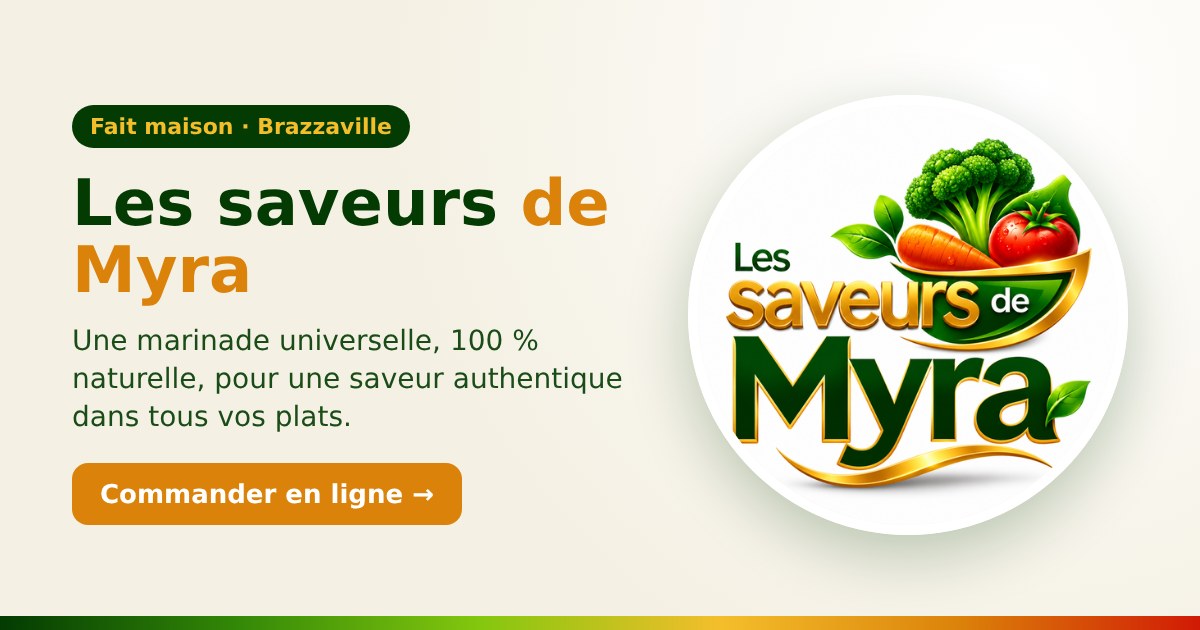 Fait maison · Brazzaville
Les saveurs de
Myra
Une marinade universelle, 100 %
naturelle, pour une saveur authentique
dans tous vos plats.
Commander en ligne →
Les
saveurs de
Myra